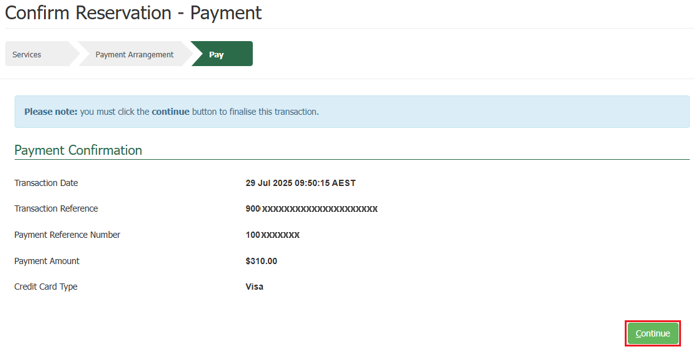 Confirm Reservation - Payment
Services Payment Arrangement Pay
Please note: you must click the continue button to finalise this transaction.
Payment Confirmation
Transaction Date 29 Jul 2025 09:50:15 AEST
Transaction Reference 900XXXXXXXXXXXXXXXXXXXXX
Payment Reference Number 100XXXXXXX
Payment Amount $310.00
Credit Card Type Visa
Continue